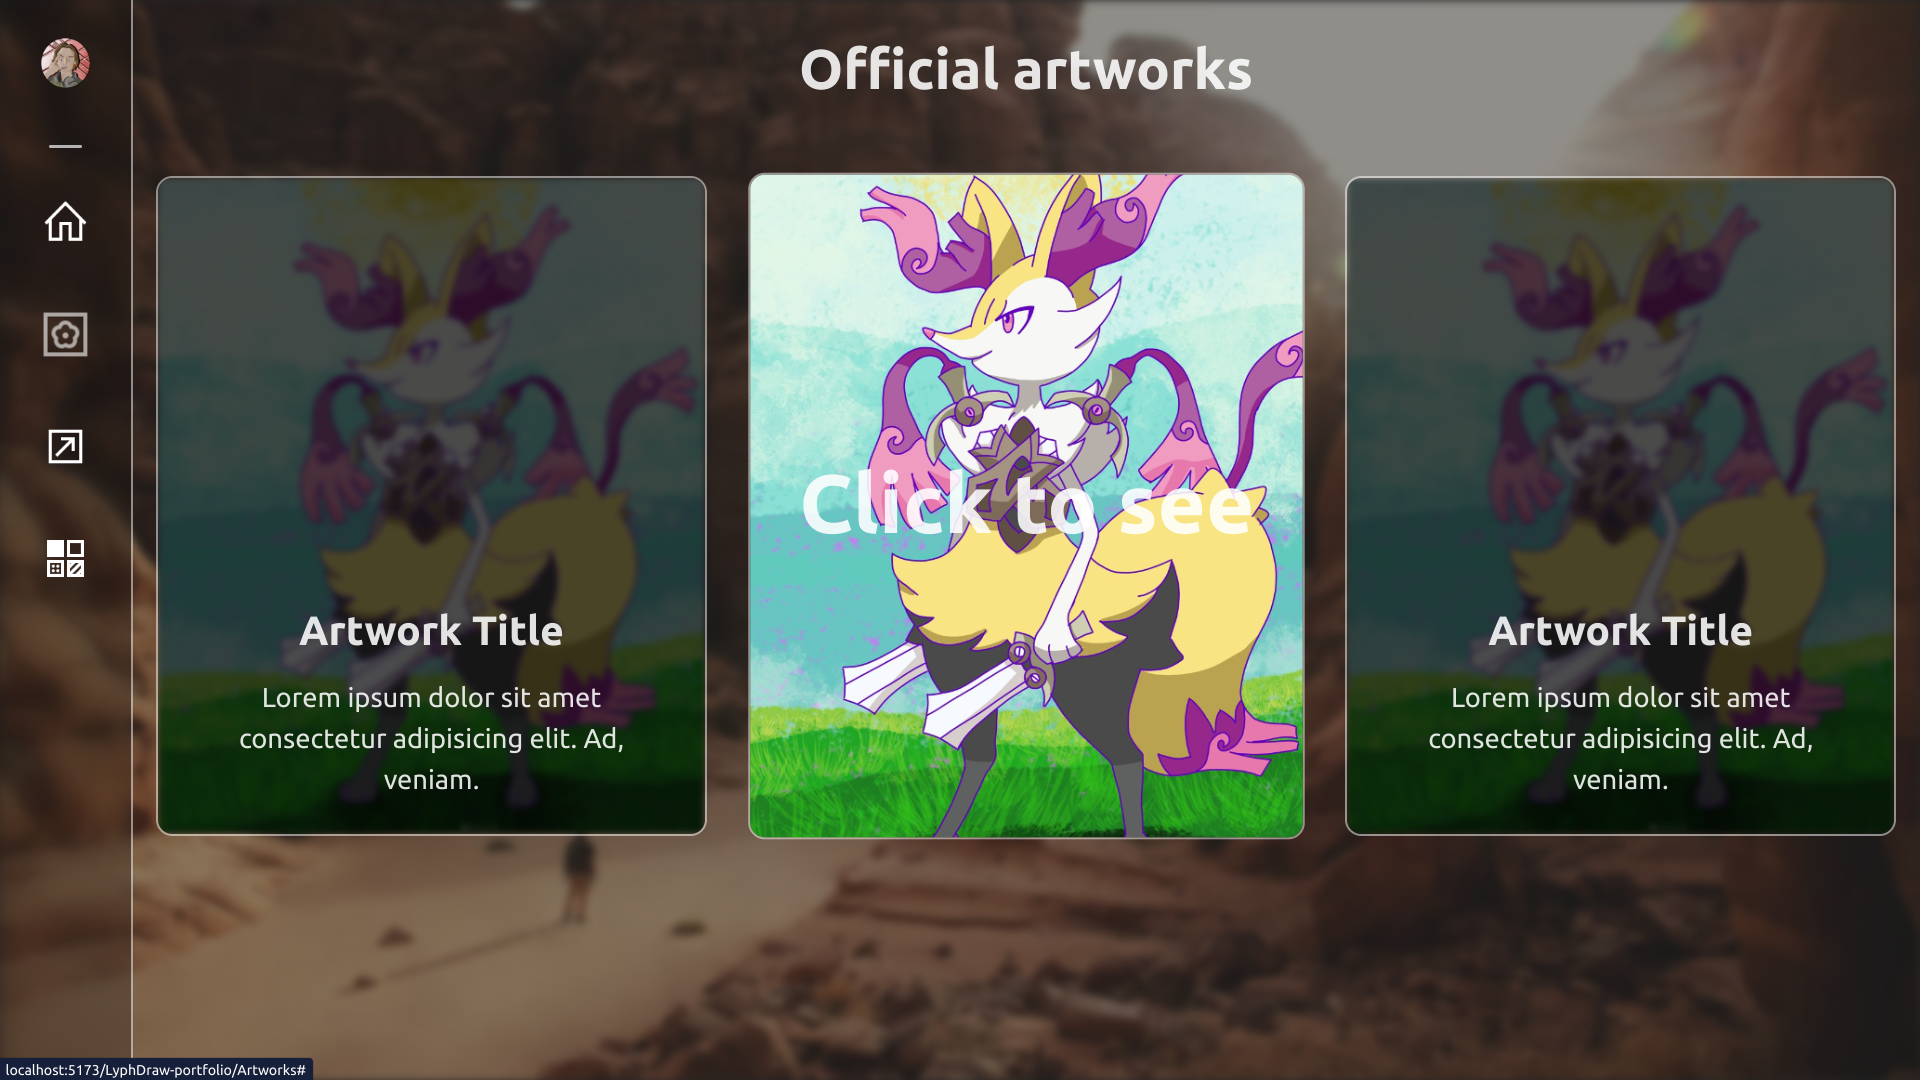 Official artworks
Click to see
Artwork Title
Lorem ipsum dolor sit amet
consectetur adipisicing elit. Ad,
veniam.
Artwork Title
Lorem ipsum dolor sit amet
consectetur adipisicing elit. Ad,
veniam.
localhost:5173/LyphDraw-portfolio/Artworks#